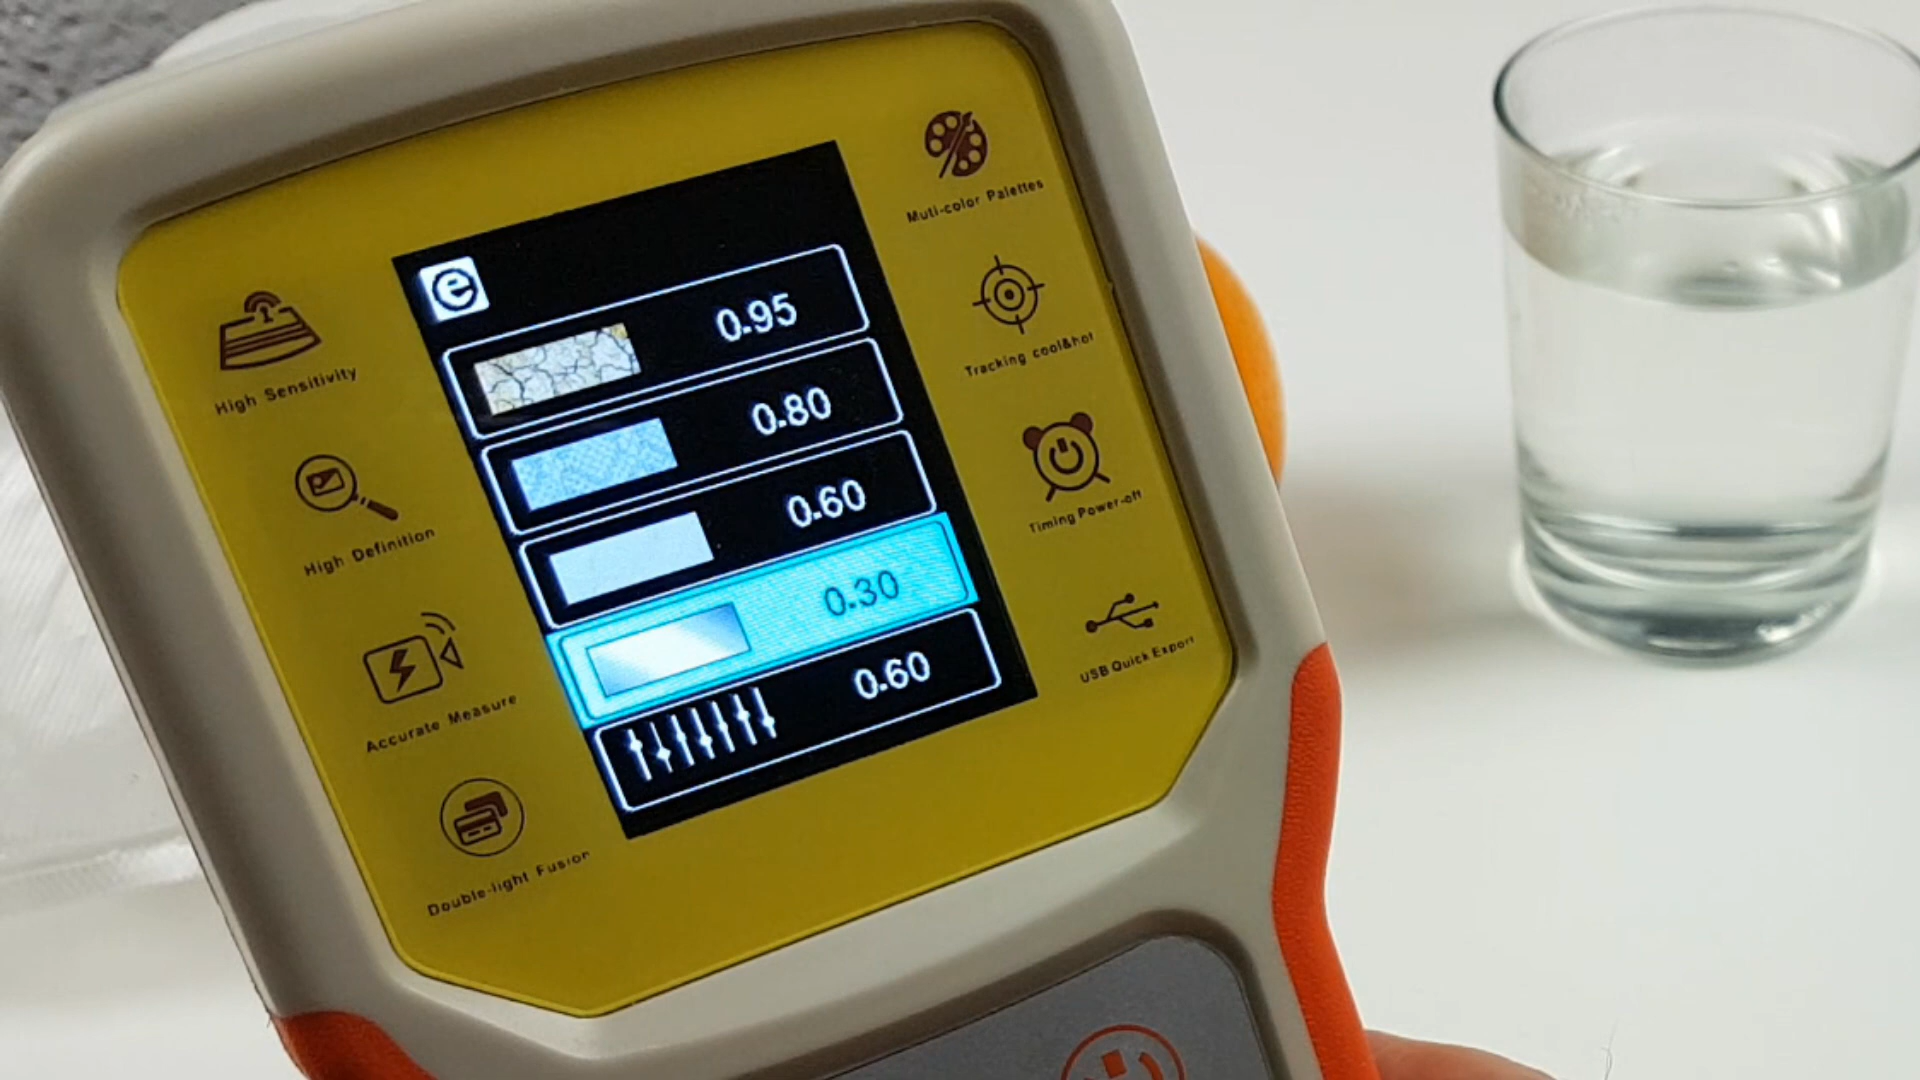 e
0.95
0.80
0.60
0.30
0.60
High Sensitivity
High Definition
Accurate Measure
Double-light Fusion
Muti-color Palettes
Tracking cool&hot
Timing Power-off
USB Quick Export